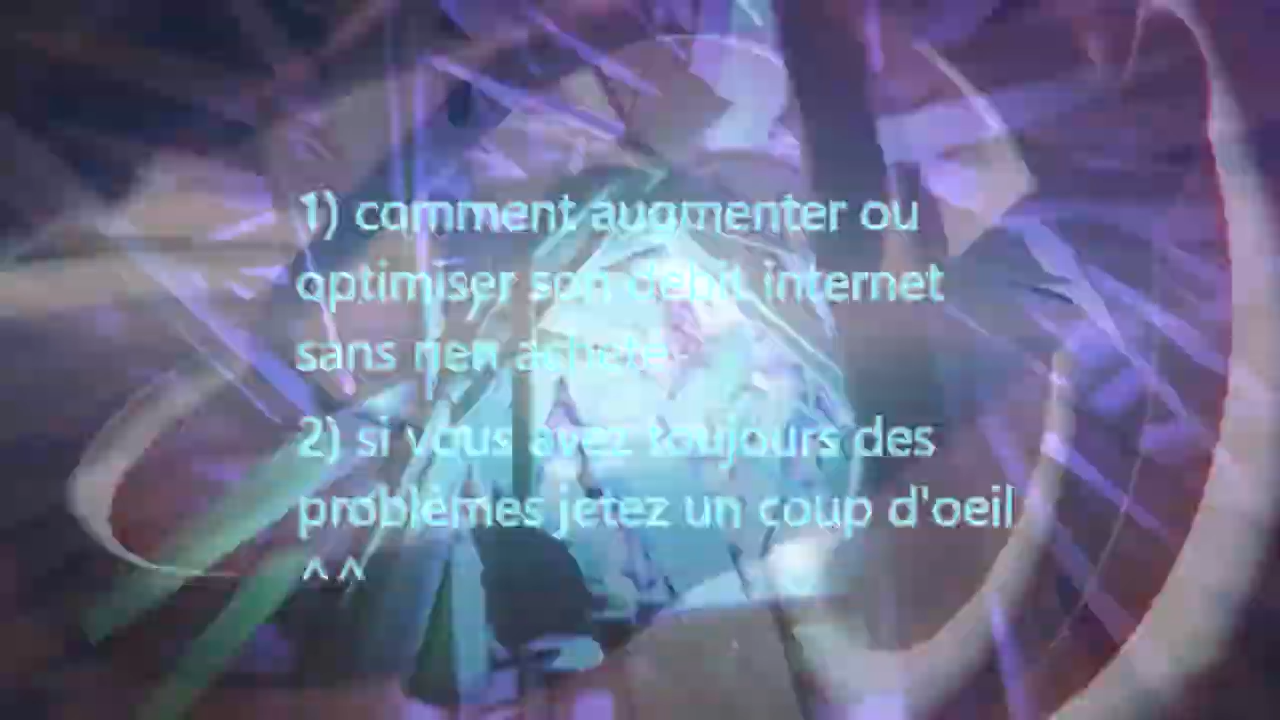 1) comment augmenter ou
optimiser son debit internet
sans rien achete
2) si vous avez toujours des
problèmes jetez un coup d'oeil
^^